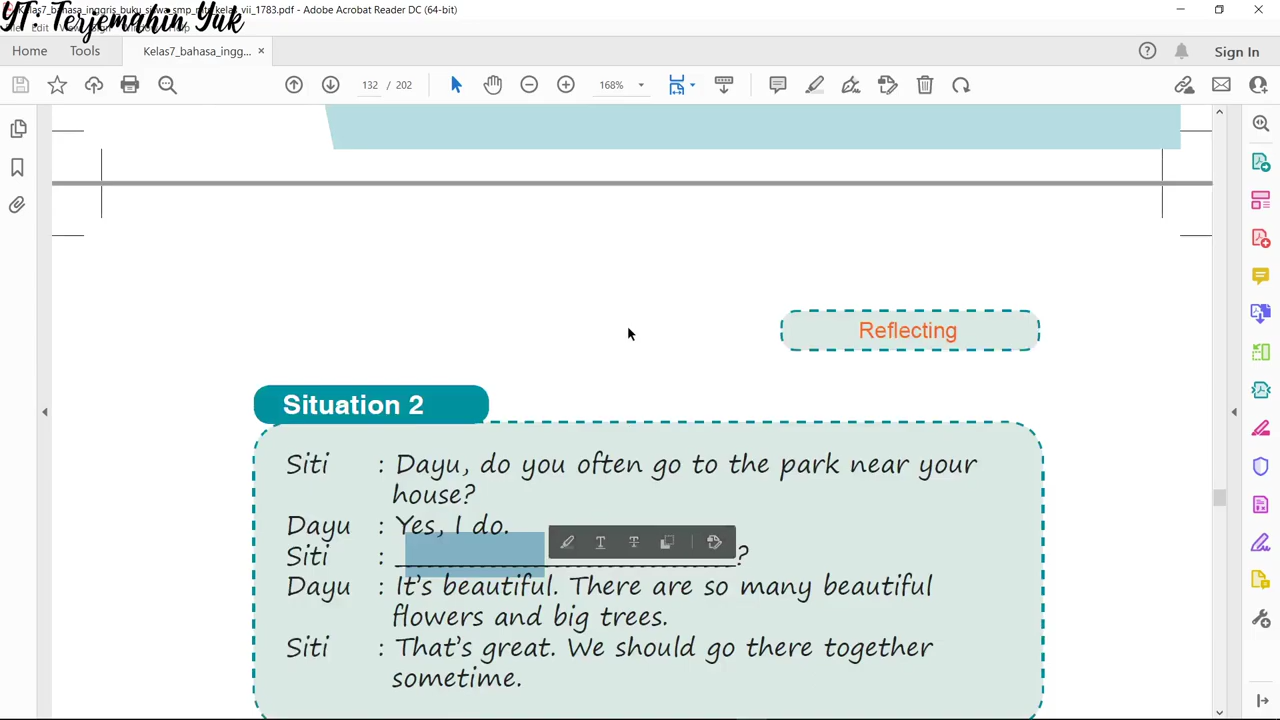 YT: Terjemahin Yuk
vii_1783.pdf - Adobe Acrobat Reader DC (64-bit)
Home Tools Kelas7_bahasa_ingg... × Sign In
132 / 202 168%
Reflecting
Situation 2
Siti : Dayu, do you often go to the park near your
house?
Dayu : Yes, I do.
Siti : ______________________?
Dayu : It's beautiful. There are so many beautiful
flowers and big trees.
Siti : That's great. We should go there together
sometime.